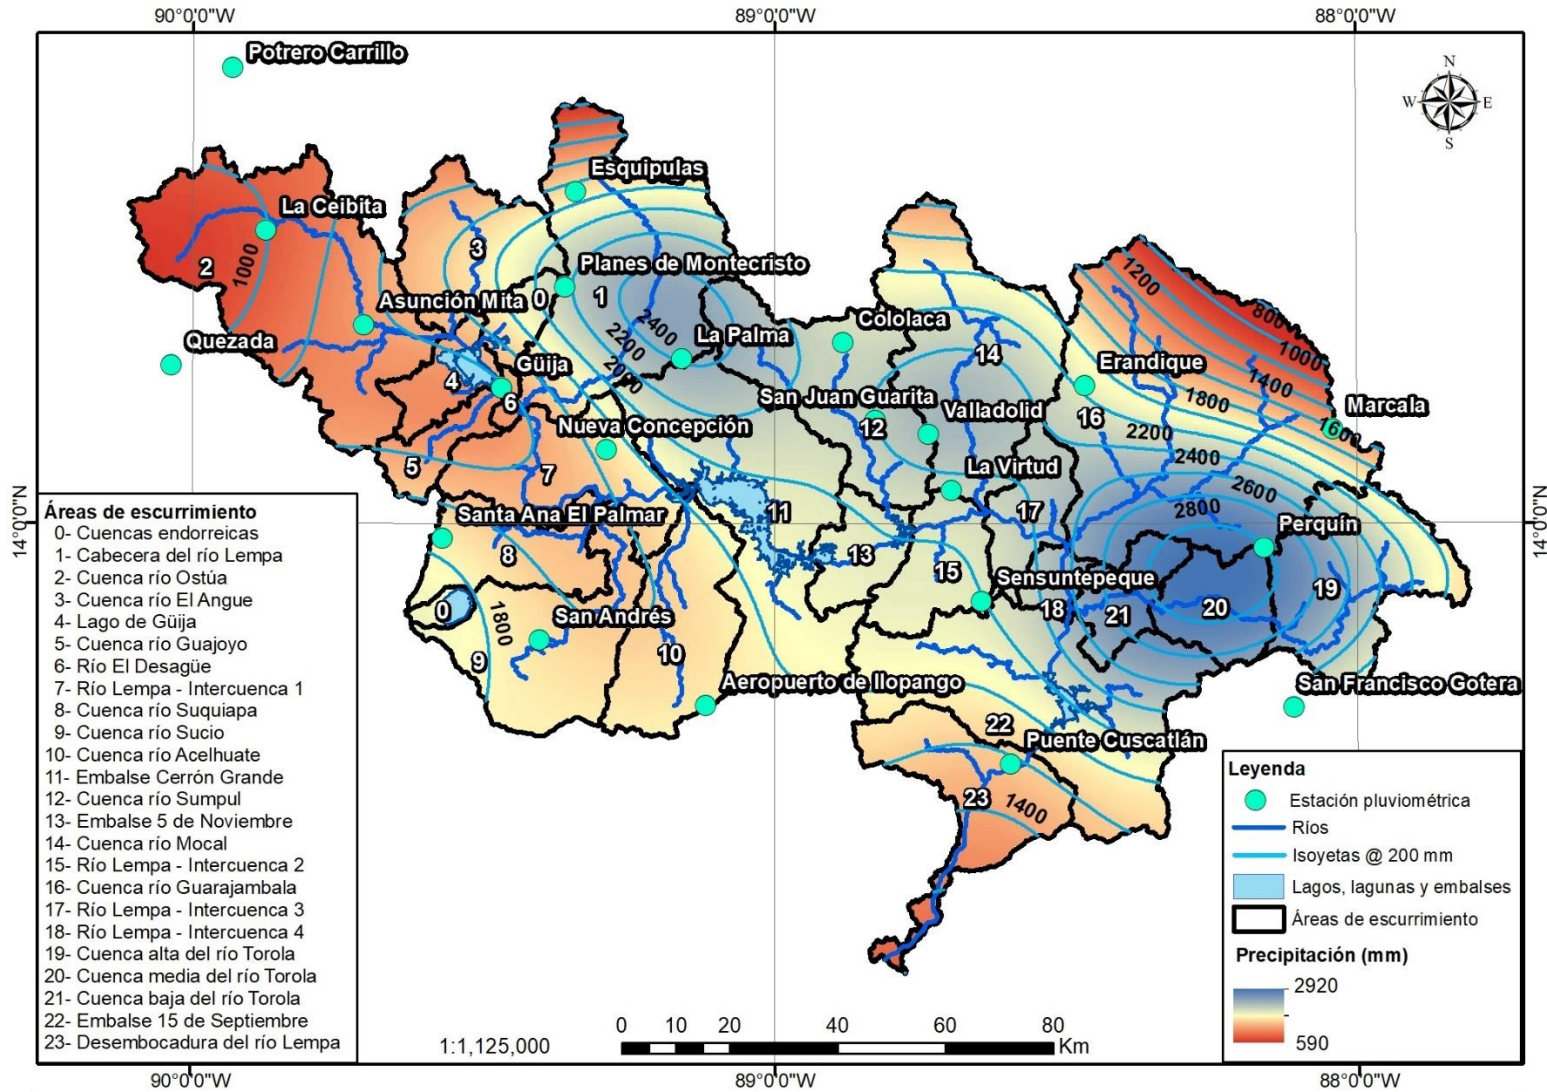 90°0'0"W
89°0'0"W
88°0'0"W
Potrero Carrillo
N
W
E
S
Esquipulas
La Ceibita
1200
3
2
1000
Planes de Montecristo
0
1
800
Asunción Mita
2400
Cololaca
1000
Quezada
2200
La Palma
14
Erandique
Güija
2000
1400
4
6
San Juan Guarita
1800
Marcala
12
Valladolid
16
Nueva Concepción
2200
1600
5
7
La Virtud
2400
2600
14°0'0"N
14°0'0"N
Santa Ana El Palmar
11
17
2800
Perquín
8
13
15
Sensuntepeque
19
0
1800
San Andrés
18
21
20
9
10
Aeropuerto de Ilopango
San Francisco Gotera
22
Puente Cuscatlán
23
1400
Áreas de escurrimiento
0- Cuencas endorreicas
1- Cabecera del río Lempa
2- Cuenca río Ostúa
3- Cuenca río El Angue
4- Lago de Güija
5- Cuenca río Guajoyo
6- Río El Desagüe
7- Río Lempa - Intercuenca 1
8- Cuenca río Suquiapa
9- Cuenca río Sucio
10- Cuenca río Acelhuate
11- Embalse Cerrón Grande
12- Cuenca río Sumpul
13- Embalse 5 de Noviembre
14- Cuenca río Mocal
15- Río Lempa - Intercuenca 2
16- Cuenca río Guarajambala
17- Río Lempa - Intercuenca 3
18- Río Lempa - Intercuenca 4
19- Cuenca alta del río Torola
20- Cuenca media del río Torola
21- Cuenca baja del río Torola
22- Embalse 15 de Septiembre
23- Desembocadura del río Lempa
Leyenda
Estación pluviométrica
Ríos
Isoyetas @ 200 mm
Lagos, lagunas y embalses
Áreas de escurrimiento
Precipitación (mm)
2920
590
1:1,125,000
0 10 20 40 60 80
Km
90°0'0"W
89°0'0"W
88°0'0"W